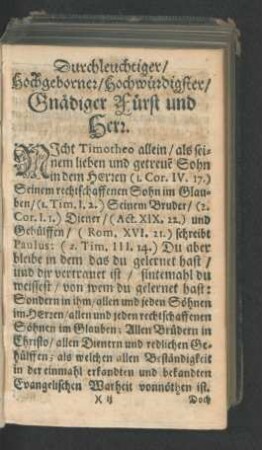 Durchleuchtiger/
Hochgeborner/Hochwürdigster/
Gnädiger Fürst und
Herr.
NIcht Timotheo allein/ als sei-
nem lieben und getreuẽ Sohn
in dem HErren (1. Cor. IV. 17.)
Seinem rechtschaffenen Sohn im Glau-
ben/ (1. Tim. I. 2.) Seinem Bruder/ (2.
Cor. I. 1.) Diener/ (Act. XIX. 22.) und
Gehülffen/ ( Rom. XVI. 21.) schreibt
Paulus: ( 2. Tim. III. 14.) Du aber
bleibe in dem das du gelernet hast /
und dir vertrauet ist / sintemahl du
weissest / von wem du gelernet hast:
Sondern in ihm/ allen und jeden Söhnen
im HErren/allen und jeden rechtschaffenen
Söhnen im Glauben: Allen Brüdern in
Christo/ allen Dienern und redlichen Ge-
hülffen; als welchen allen Beständigkeit
in der einmahl erkandten und bekandten
Evangelischen Warheit vonnöthen ist.
X ij Doch